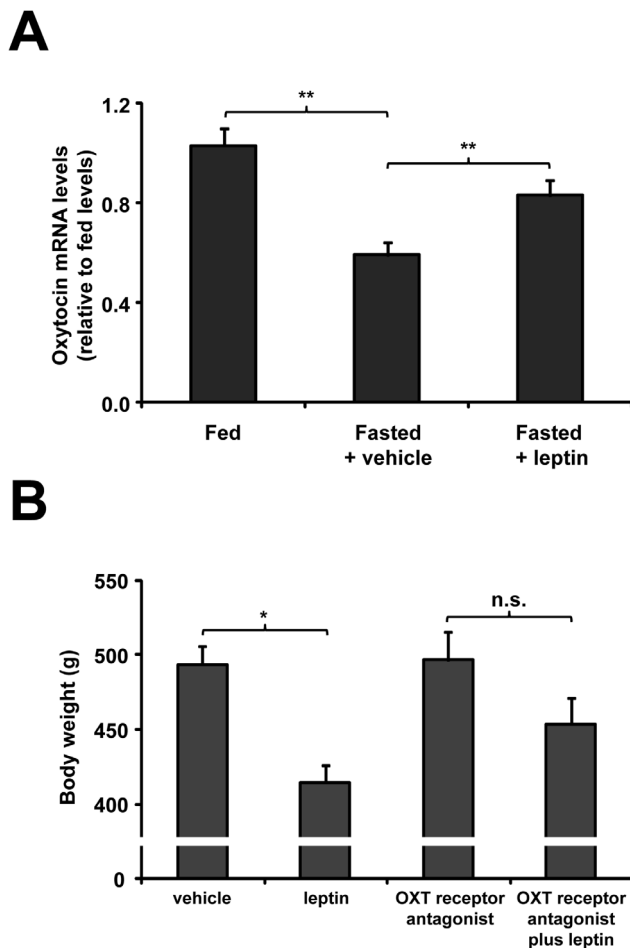 A
Oxytocin mRNA levels
(relative to fed levels)
1.2
0.8
0.4
0.0
**
**
Fed
Fasted
+ vehicle
Fasted
+ leptin
B
Body weight (g)
550
500
450
400
0
*
n.s.
vehicle
leptin
OXT receptor
antagonist
OXT receptor
antagonist
plus leptin